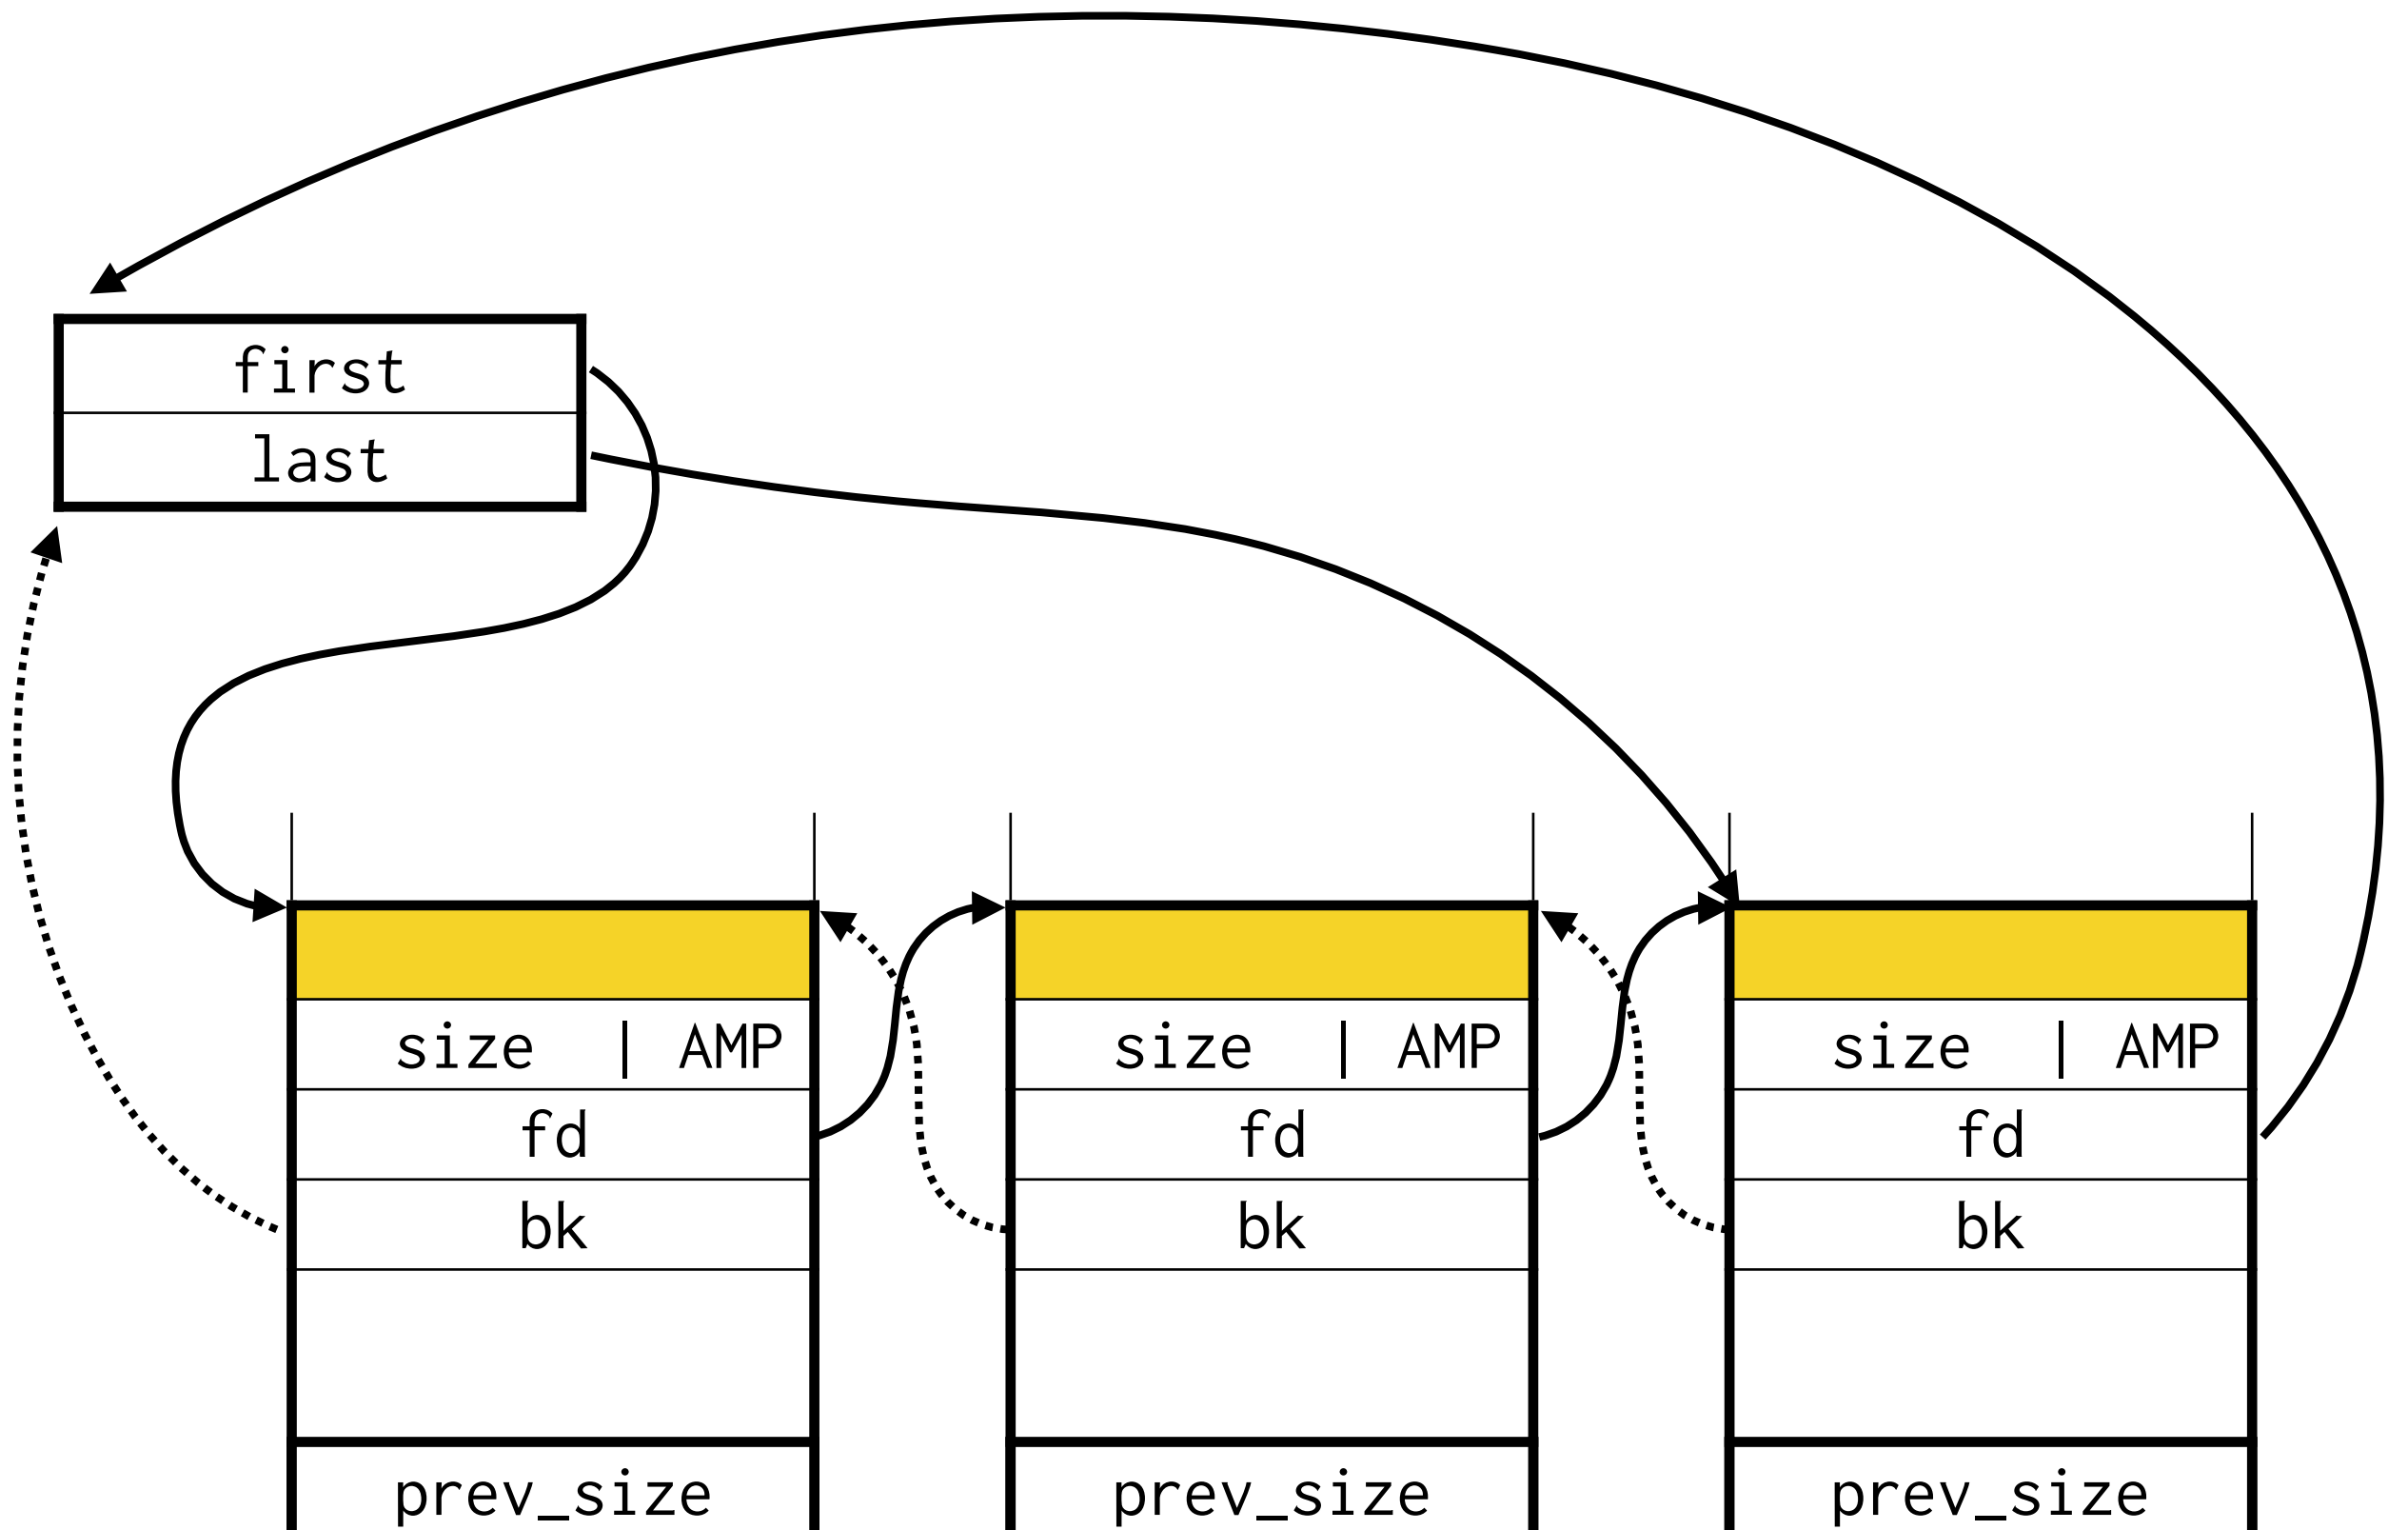 first
last
size | AMP
fd
bk
prev_size
size | AMP
fd
bk
prev_size
size | AMP
fd
bk
prev_size